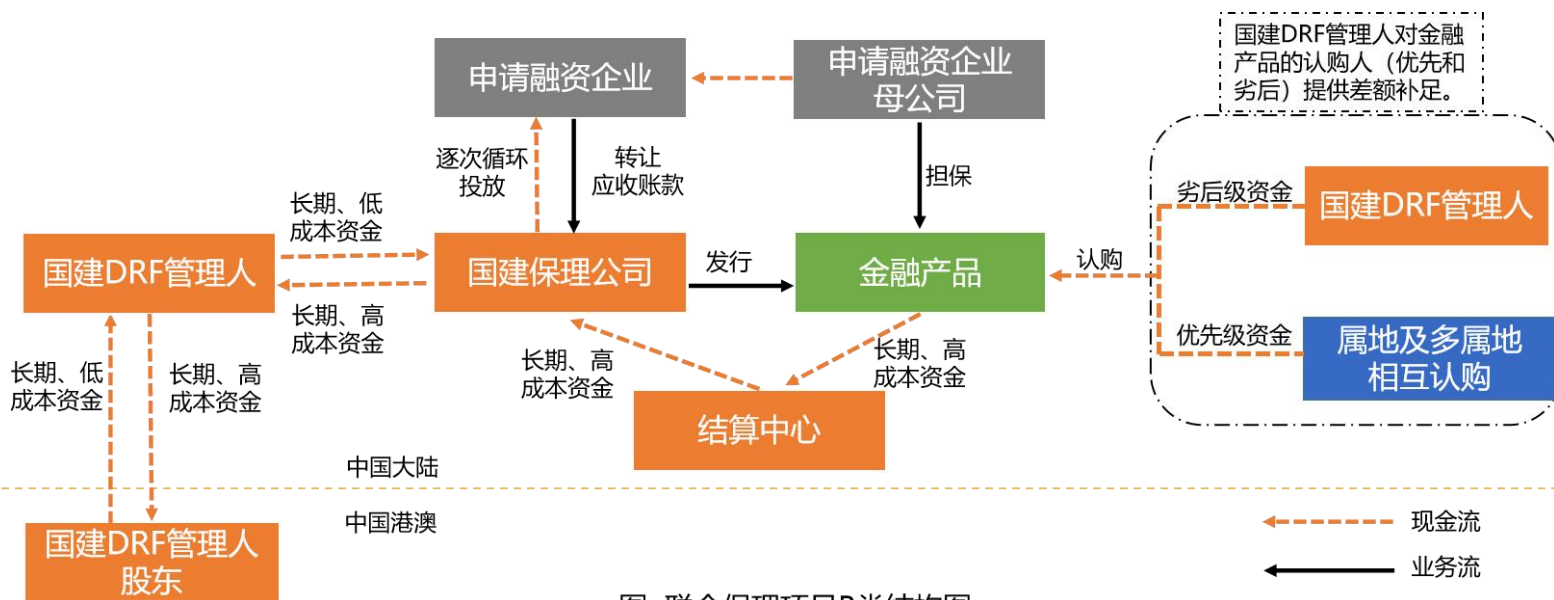 国建DRF管理人对金融
产品的认购人（优先和
劣后）提供差额补足。
申请融资企业
申请融资企业
母公司
逐次循环
投放
转让
应收账款
担保
长期、低
成本资金
劣后级资金
国建DRF管理人
国建DRF管理人
国建保理公司
发行
金融产品
认购
长期、高
成本资金
优先级资金
属地及多属地
相互认购
长期、低
成本资金
长期、高
成本资金
长期、高
成本资金
长期、高
成本资金
结算中心
中国大陆
中国港澳
国建DRF管理人
股东
现金流
业务流